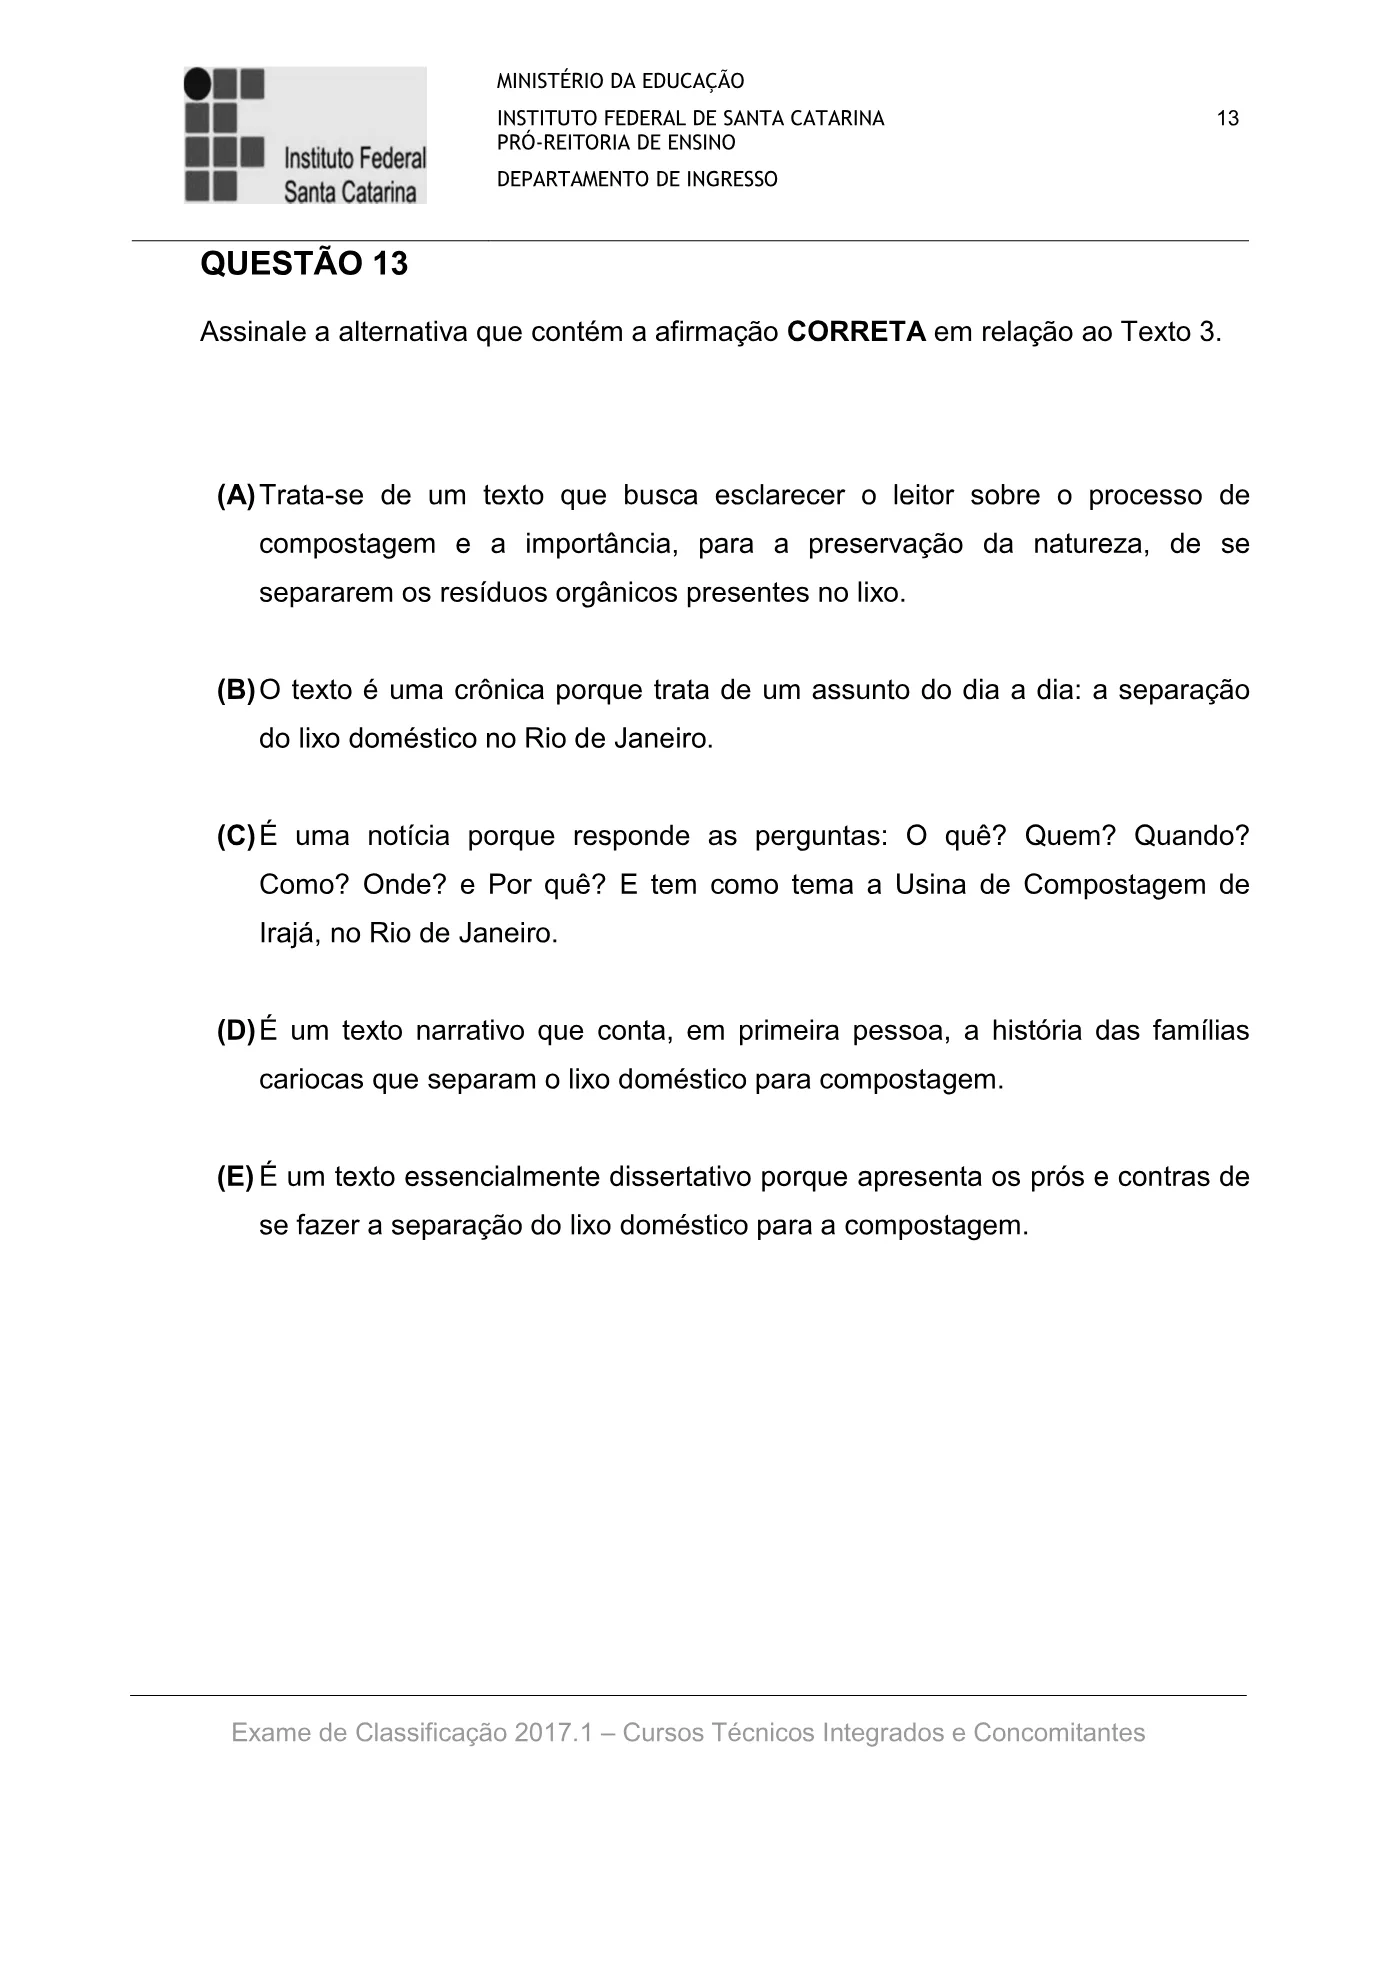 Instituto Federal
Santa Catarina
MINISTÉRIO DA EDUCAÇÃO
INSTITUTO FEDERAL DE SANTA CATARINA
PRÓ-REITORIA DE ENSINO
DEPARTAMENTO DE INGRESSO
13
QUESTÃO 13
Assinale a alternativa que contém a afirmação CORRETA em relação ao Texto 3.
(A) Trata-se de um texto que busca esclarecer o leitor sobre o processo de
compostagem e a importância, para a preservação da natureza, de se
separarem os resíduos orgânicos presentes no lixo.
(B) O texto é uma crônica porque trata de um assunto do dia a dia: a separação
do lixo doméstico no Rio de Janeiro.
(C) É uma notícia porque responde as perguntas: O quê? Quem? Quando?
Como? Onde? e Por quê? E tem como tema a Usina de Compostagem de
Irajá, no Rio de Janeiro.
(D) É um texto narrativo que conta, em primeira pessoa, a história das famílias
cariocas que separam o lixo doméstico para compostagem.
(E) É um texto essencialmente dissertativo porque apresenta os prós e contras de
se fazer a separação do lixo doméstico para a compostagem.
Exame de Classificação 2017.1 – Cursos Técnicos Integrados e Concomitantes